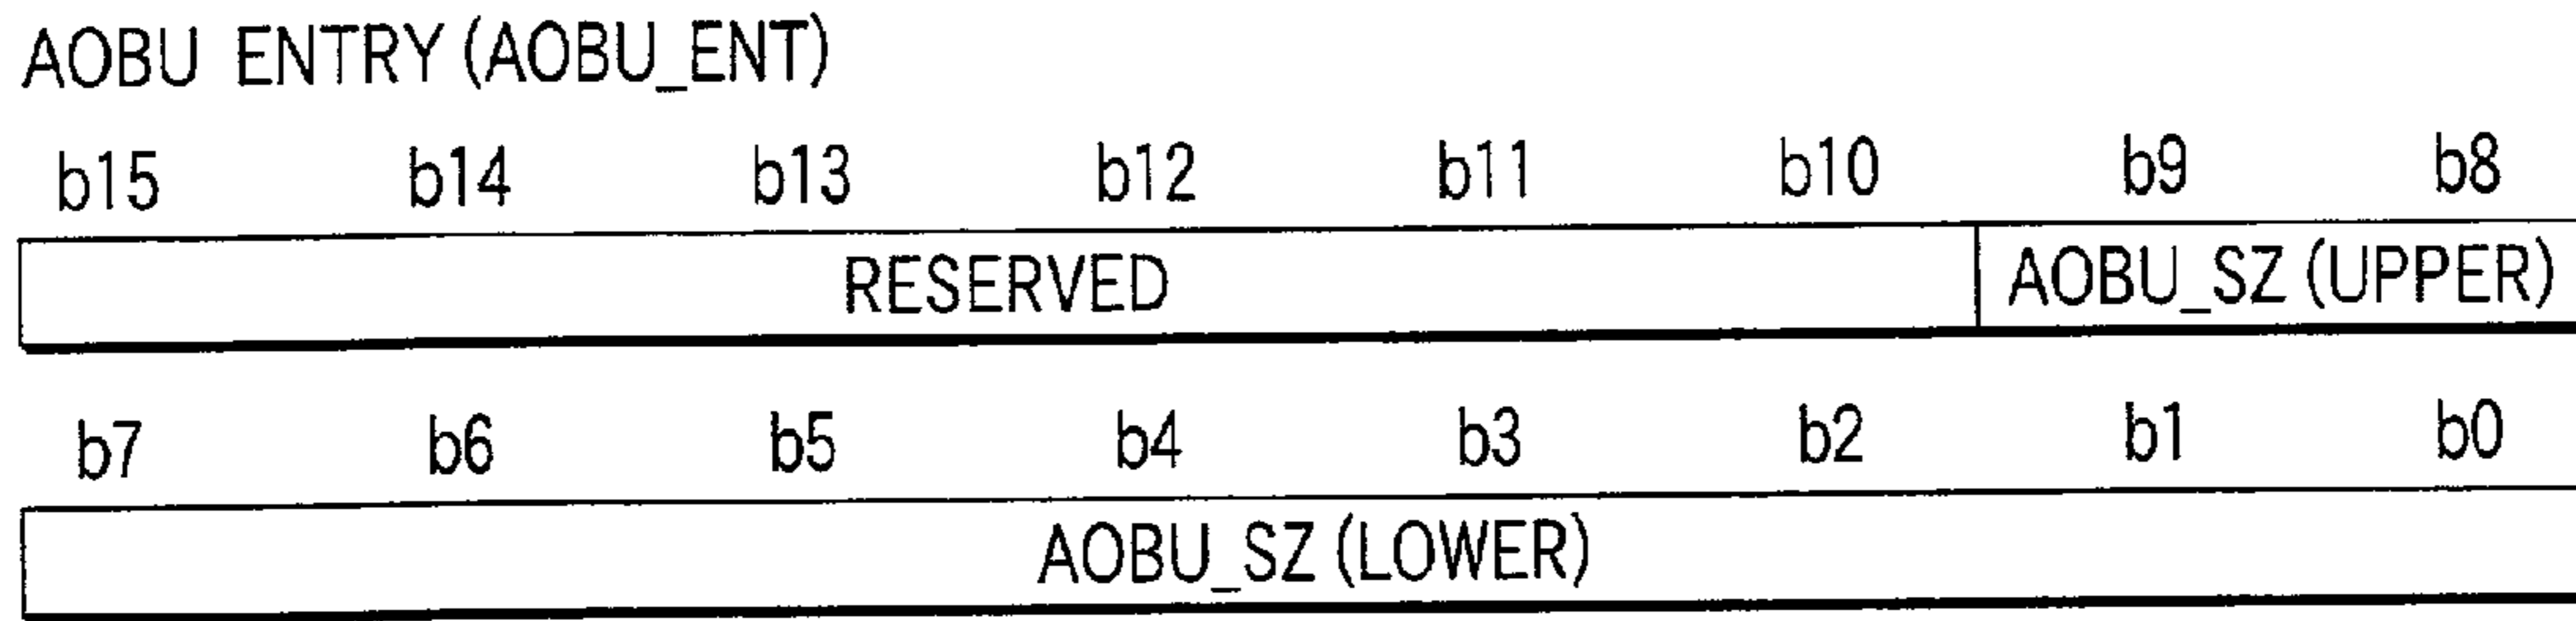 AOBU ENTRY (AOBU_ENT)
b15 b14 b13 b12 b11 b10 b9 b8
RESERVED AOBU_SZ (UPPER)
b7 b6 b5 b4 b3 b2 b1 b0
AOBU_SZ (LOWER)